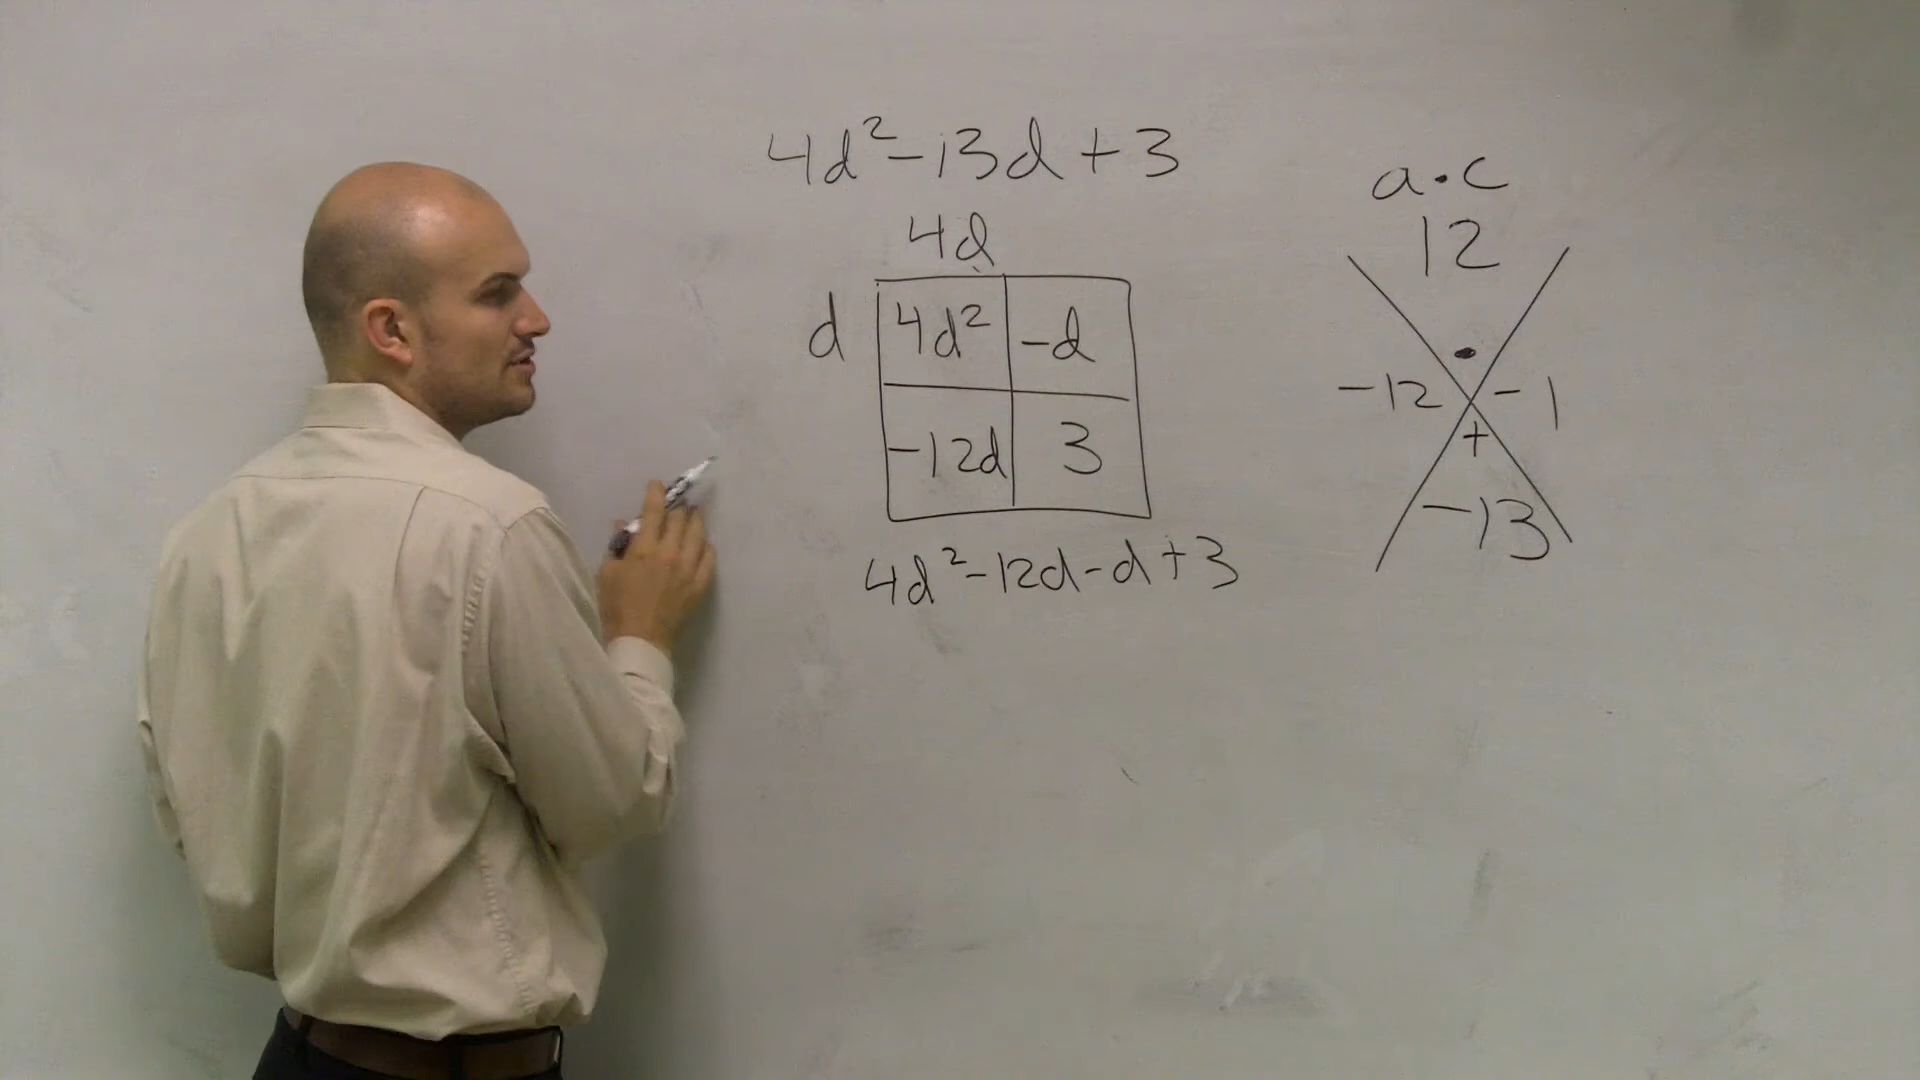 4d²-13d+3
4d
d
4d² -d
-12d 3
4d²-12d-d+3
a•c
12
•
-12 -1
+
-13